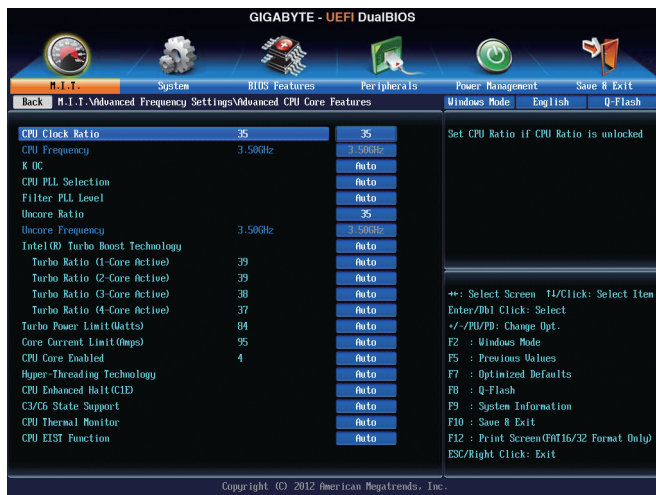 GIGABYTE - UEFI DualBIOS
M.I.T. System BIOS Features Peripherals Power Management Save & Exit
Back M.I.T.\Advanced Frequency Settings\Advanced CPU Core Features Windows Mode English Q-Flash
CPU Clock Ratio 35 35
CPU Frequency 3.50GHz 3.50GHz
K OC Auto
CPU PLL Selection Auto
Filter PLL Level Auto
Uncore Ratio 35
Uncore Frequency 3.50GHz 3.50GHz
Intel(R) Turbo Boost Technology Auto
Turbo Ratio (1-Core Active) 39 Auto
Turbo Ratio (2-Core Active) 39 Auto
Turbo Ratio (3-Core Active) 38 Auto
Turbo Ratio (4-Core Active) 37 Auto
Turbo Power Limit(Watts) 84 Auto
Core Current Limit(Amps) 95 Auto
CPU Core Enabled 4 Auto
Hyper-Threading Technology Auto
CPU Enhanced Halt(C1E) Auto
C3/C6 State Support Auto
CPU Thermal Monitor Auto
CPU EIST Function Auto
Set CPU Ratio if CPU Ratio is unlocked
→←: Select Screen ↑↓/Click: Select Item
Enter/Dbl Click: Select
+/-/PU/PD: Change Opt.
F2 : Windows Mode
F5 : Previous Values
F7 : Optimized Defaults
F8 : Q-Flash
F9 : System Information
F10 : Save & Exit
F12 : Print Screen(FAT16/32 Format Only)
ESC/Right Click: Exit
Copyright (C) 2012 American Megatrends, Inc.